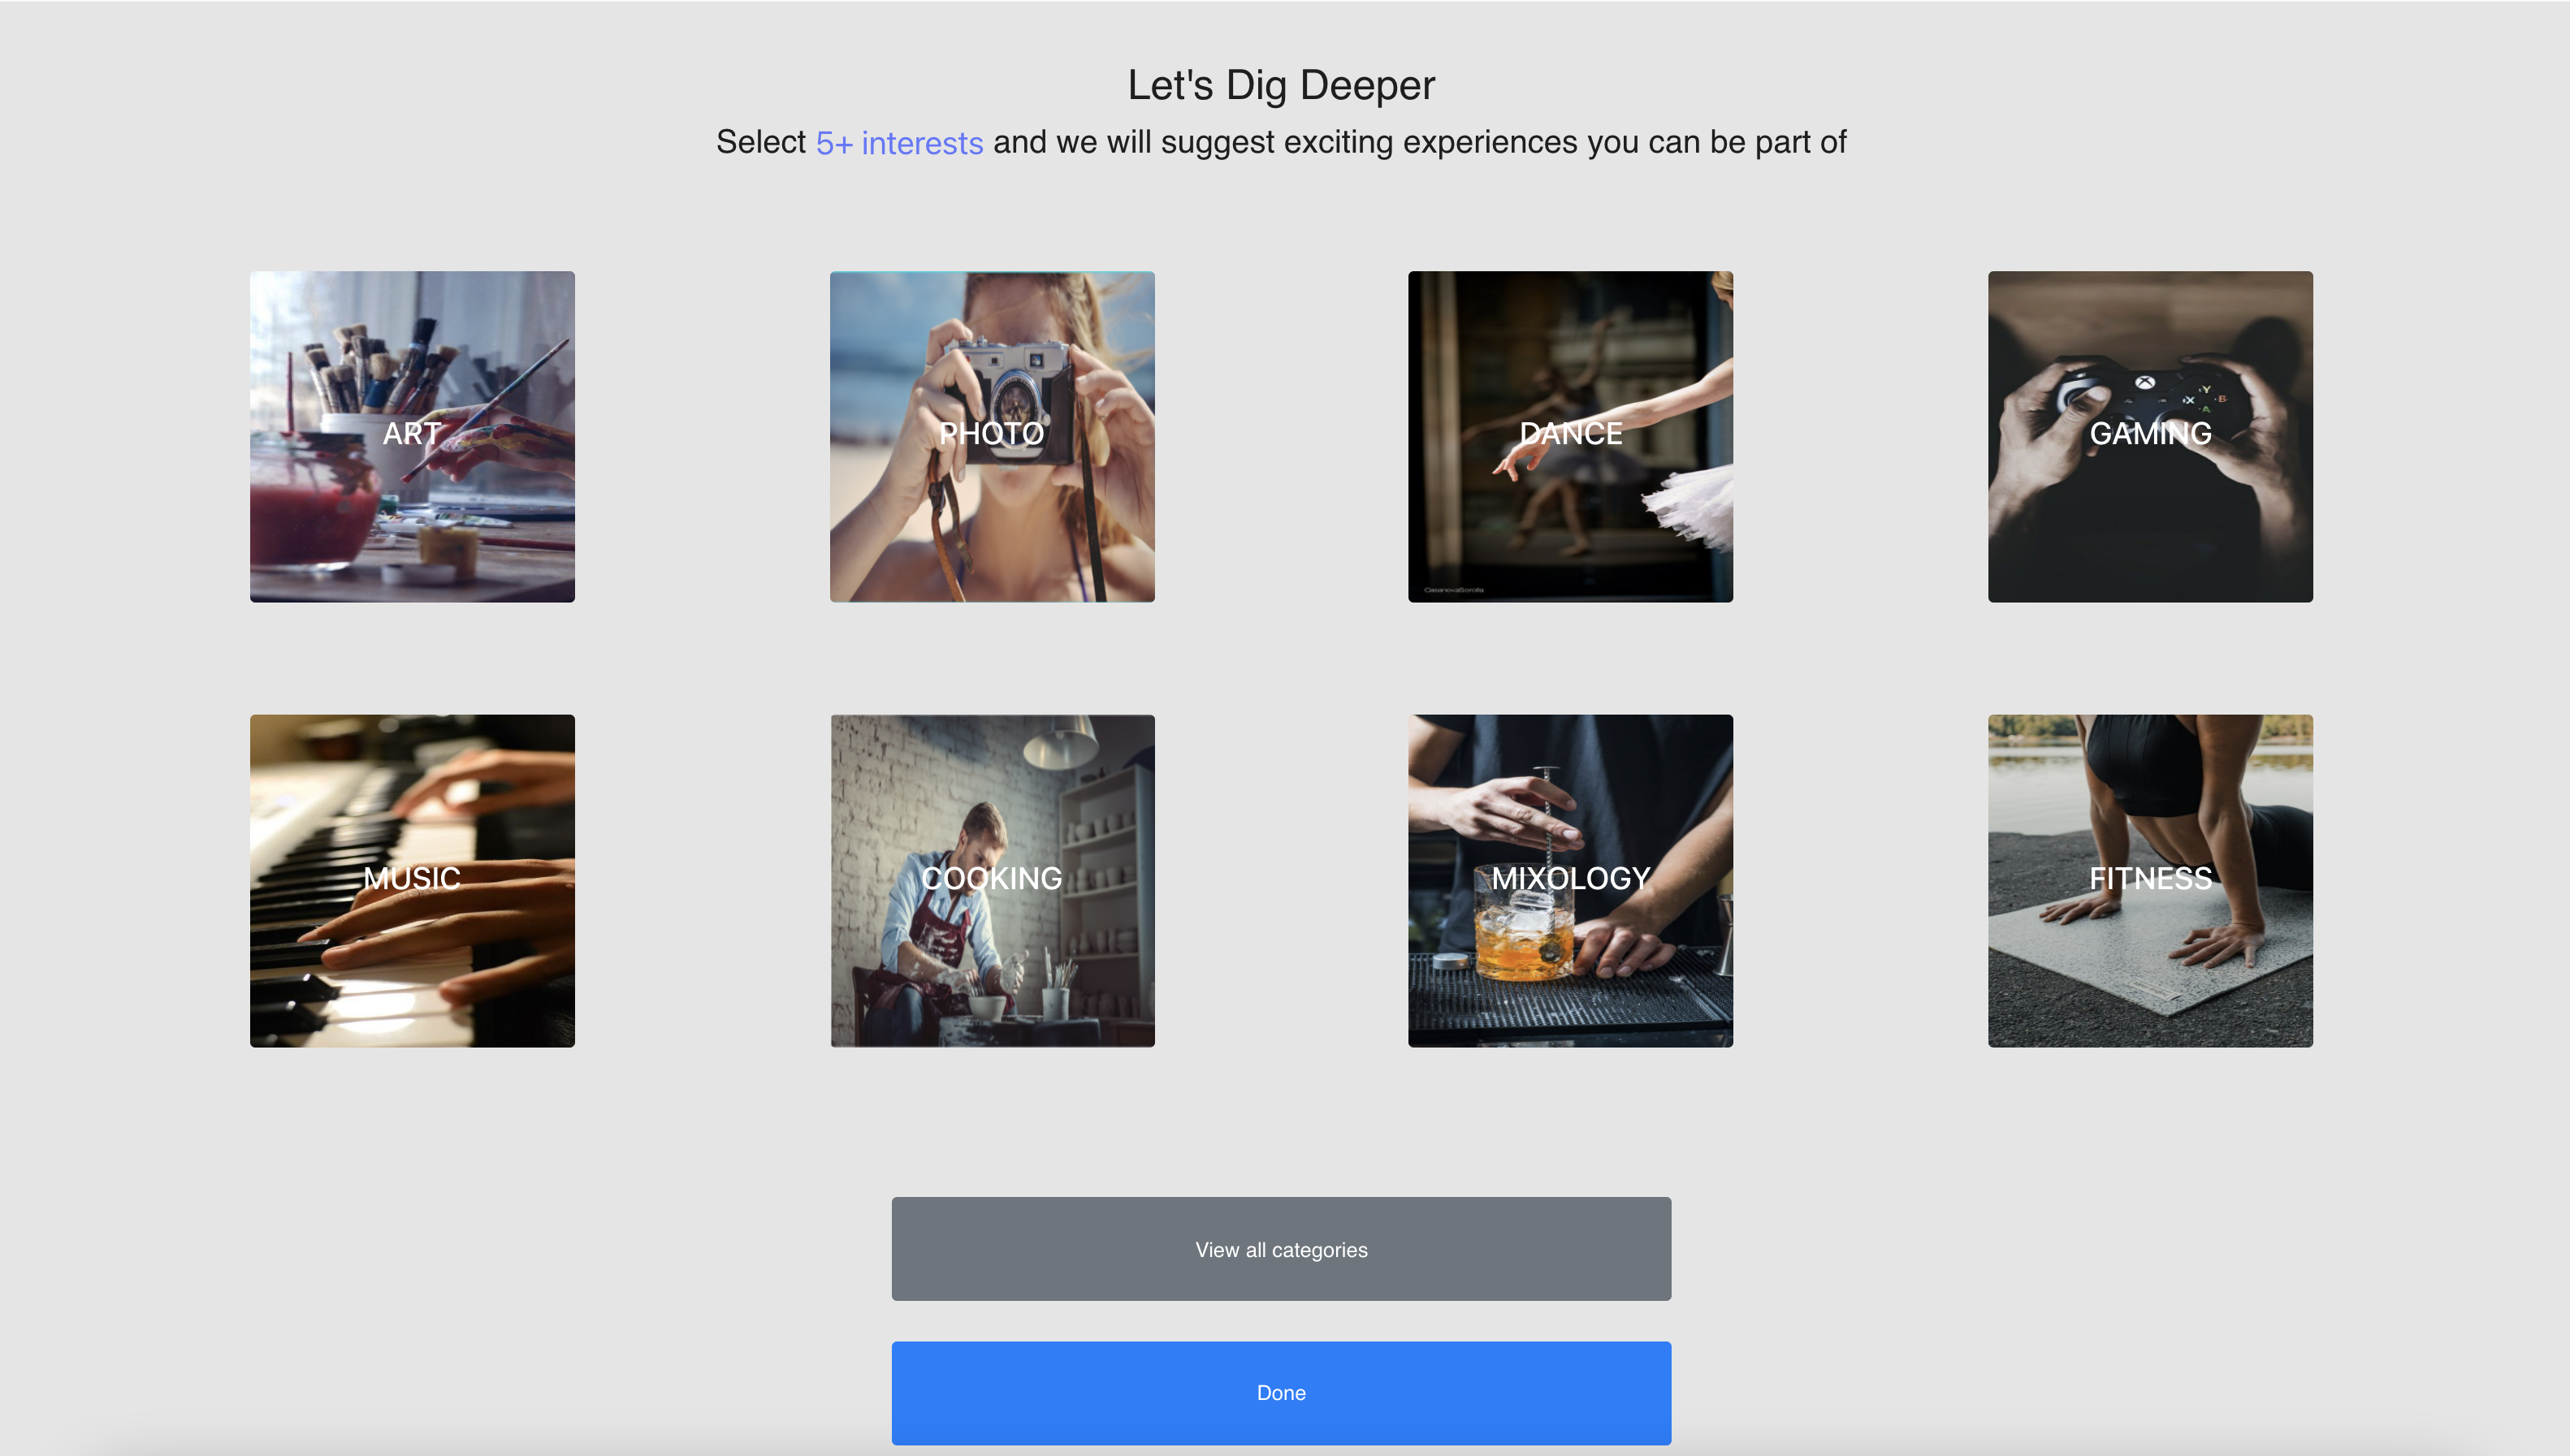 Let's Dig Deeper
Select 5+ interests and we will suggest exciting experiences you can be part of
ART
PHOTO
DANCE
GAMING
Y
X
B
A
CasanovaSorolla
MUSIC
COOKING
MIXOLOGY
FITNESS
View all categories
Done